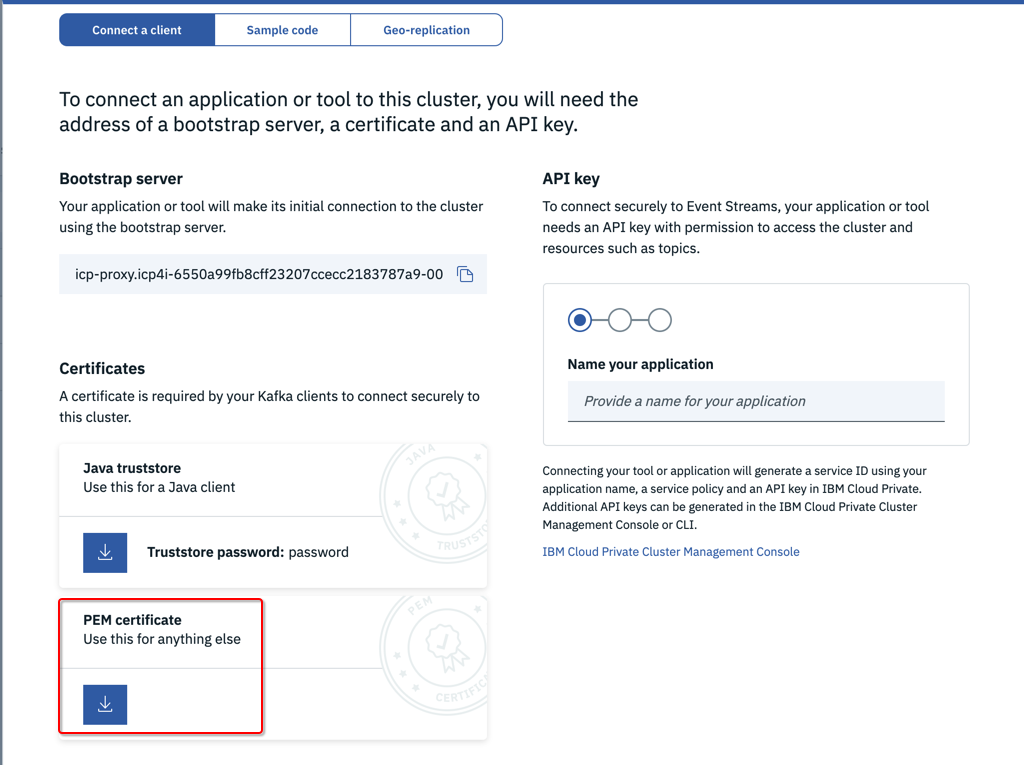 Connect a client
Sample code
Geo-replication
To connect an application or tool to this cluster, you will need the
address of a bootstrap server, a certificate and an API key.
Bootstrap server
Your application or tool will make its initial connection to the cluster
using the bootstrap server.
icp-proxy.icp4i-6550a99fb8cff23207ccecc2183787a9-00
Certificates
A certificate is required by your Kafka clients to connect securely to
this cluster.
Java truststore
Use this for a Java client
JAVA
TRUSTSTO
Truststore password: password
PEM certificate
Use this for anything else
PEM
CERTIFIC
API key
To connect securely to Event Streams, your application or tool
needs an API key with permission to access the cluster and
resources such as topics.
Name your application
Provide a name for your application
Connecting your tool or application will generate a service ID using your
application name, a service policy and an API key in IBM Cloud Private.
Additional API keys can be generated in the IBM Cloud Private Cluster
Management Console or CLI.
IBM Cloud Private Cluster Management Console